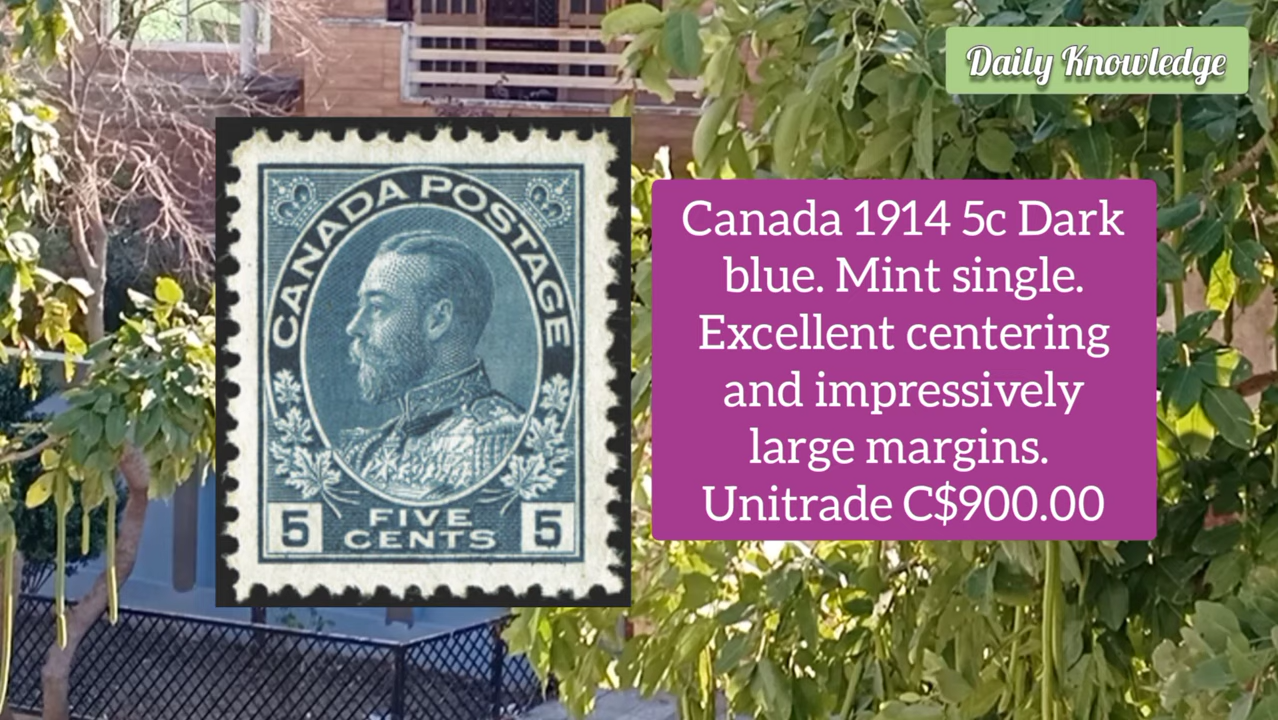 Daily Knowledge
CANADA POSTAGE
5 FIVE CENTS 5
Canada 1914 5c Dark
blue. Mint single.
Excellent centering
and impressively
large margins.
Unitrade C$900.00